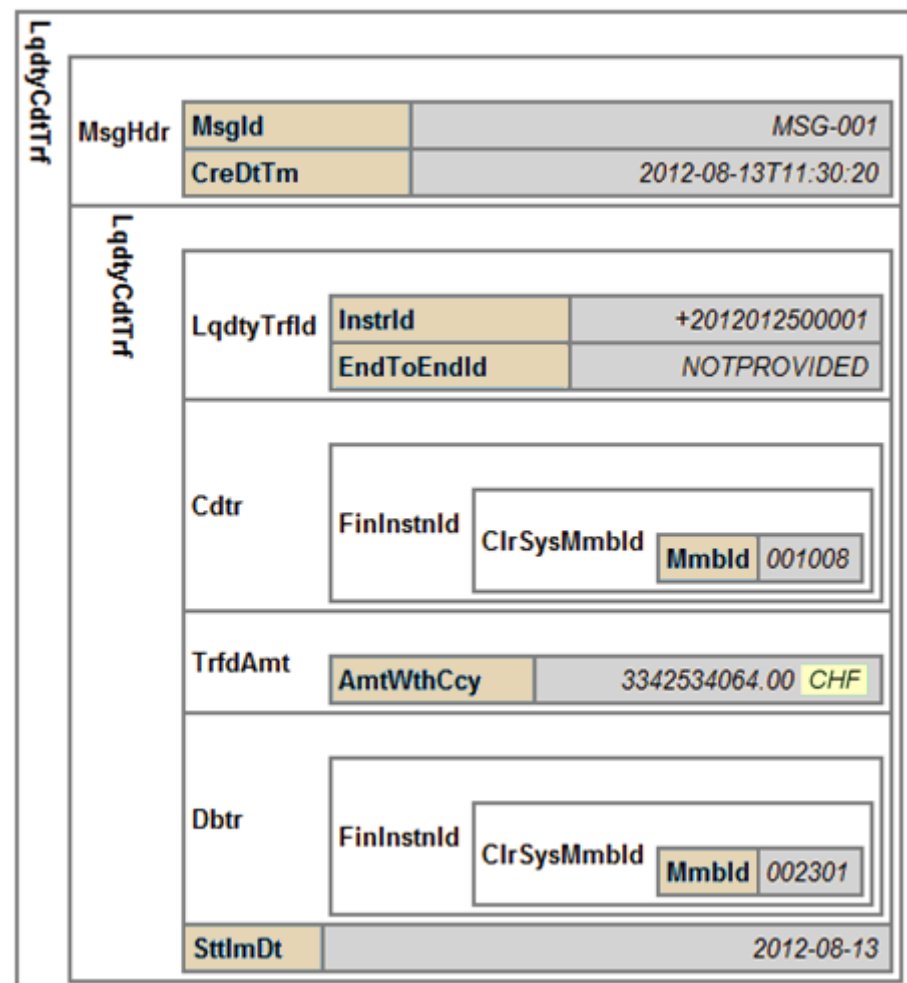 LqdtyCdtTrf
MsgHdr
MsgId MSG-001
CreDtTm 2012-08-13T11:30:20
LqdtyCdtTrf
LqdtyTrfId
InstrId +2012012500001
EndToEndId NOTPROVIDED
Cdtr
FinInstnId
ClrSysMmbId
MmbId 001008
TrfdAmt
AmtWthCcy 3342534064.00 CHF
Dbtr
FinInstnId
ClrSysMmbId
MmbId 002301
SttlmDt 2012-08-13